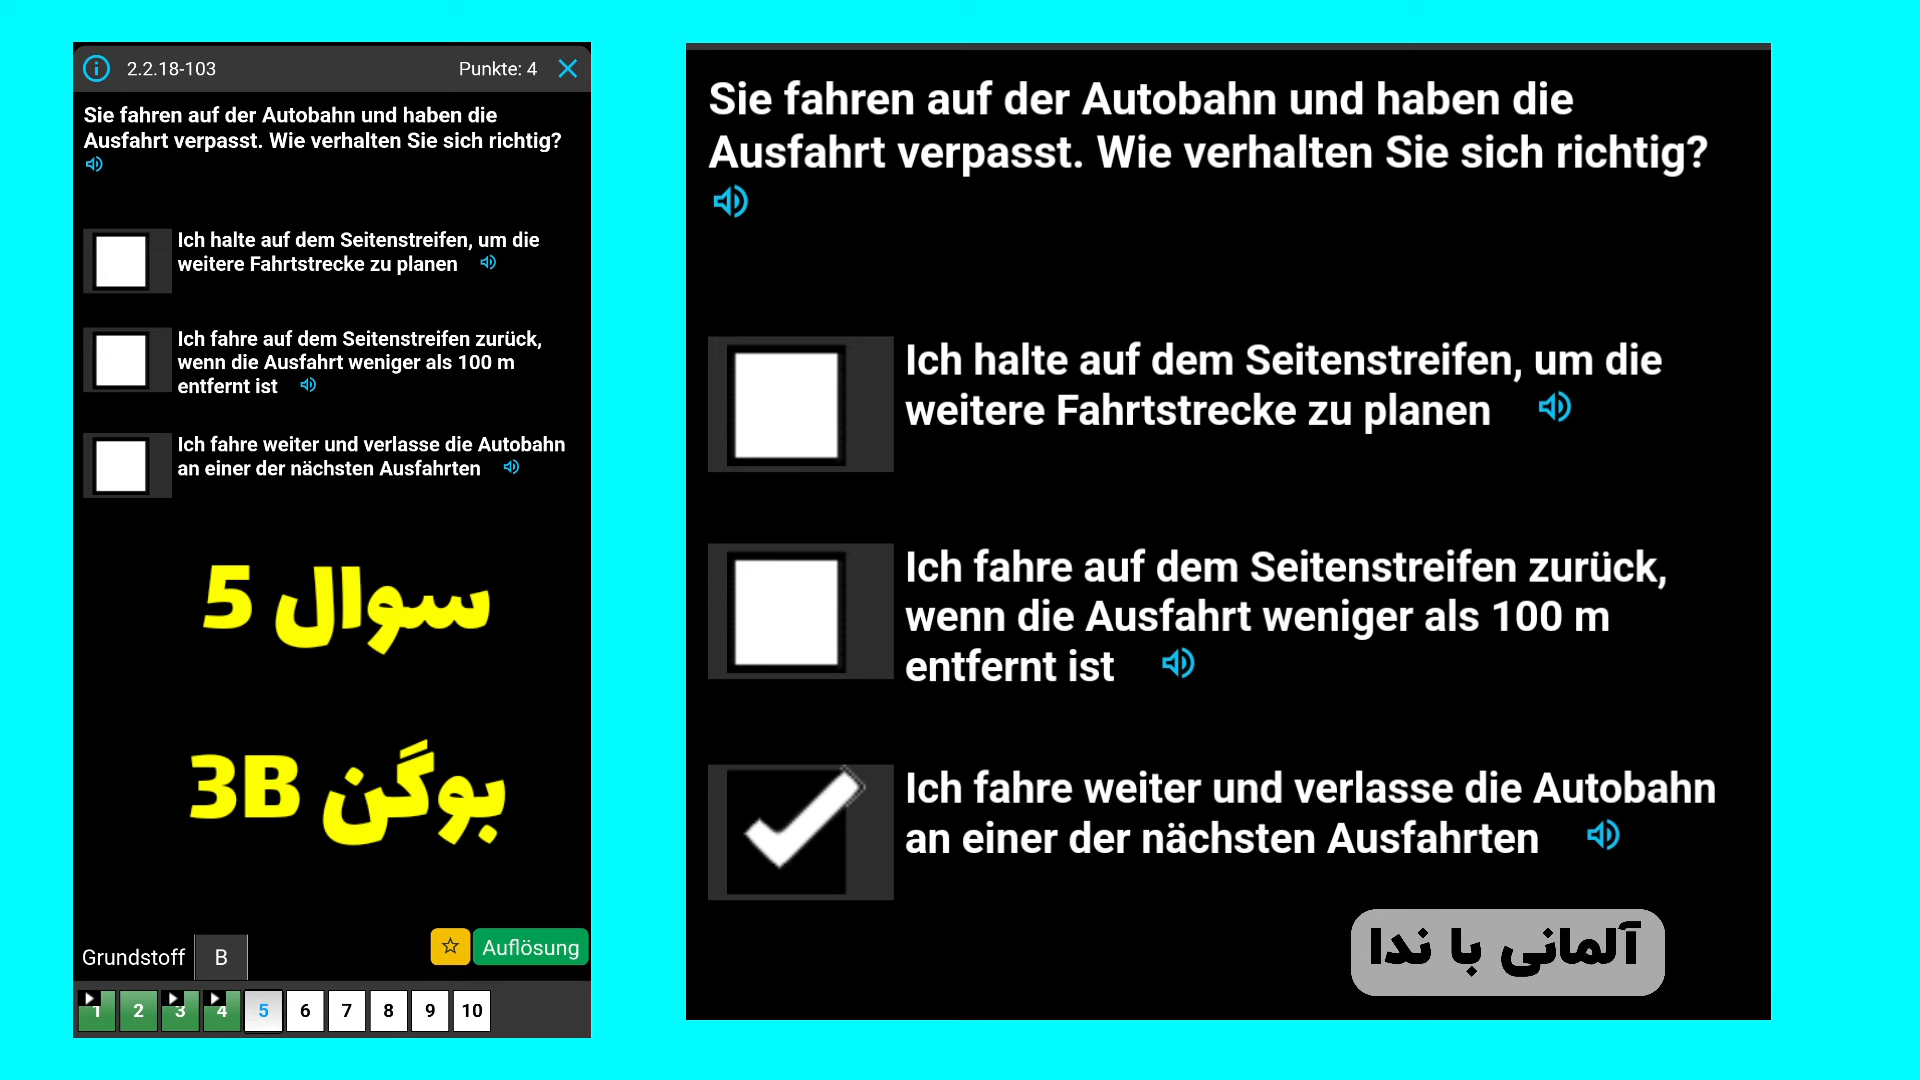 2.2.18-103
Punkte: 4
Sie fahren auf der Autobahn und haben die
Ausfahrt verpasst. Wie verhalten Sie sich richtig?
Ich halte auf dem Seitenstreifen, um die
weitere Fahrtstrecke zu planen
Ich fahre auf dem Seitenstreifen zurück,
wenn die Ausfahrt weniger als 100 m
entfernt ist
Ich fahre weiter und verlasse die Autobahn
an einer der nächsten Ausfahrten
سوال 5
بوگن 3B
Grundstoff
B
Auflösung
1 2 3 4 5 6 7 8 9 10
Sie fahren auf der Autobahn und haben die
Ausfahrt verpasst. Wie verhalten Sie sich richtig?
Ich halte auf dem Seitenstreifen, um die
weitere Fahrtstrecke zu planen
Ich fahre auf dem Seitenstreifen zurück,
wenn die Ausfahrt weniger als 100 m
entfernt ist
Ich fahre weiter und verlasse die Autobahn
an einer der nächsten Ausfahrten
آلمانی با ندا